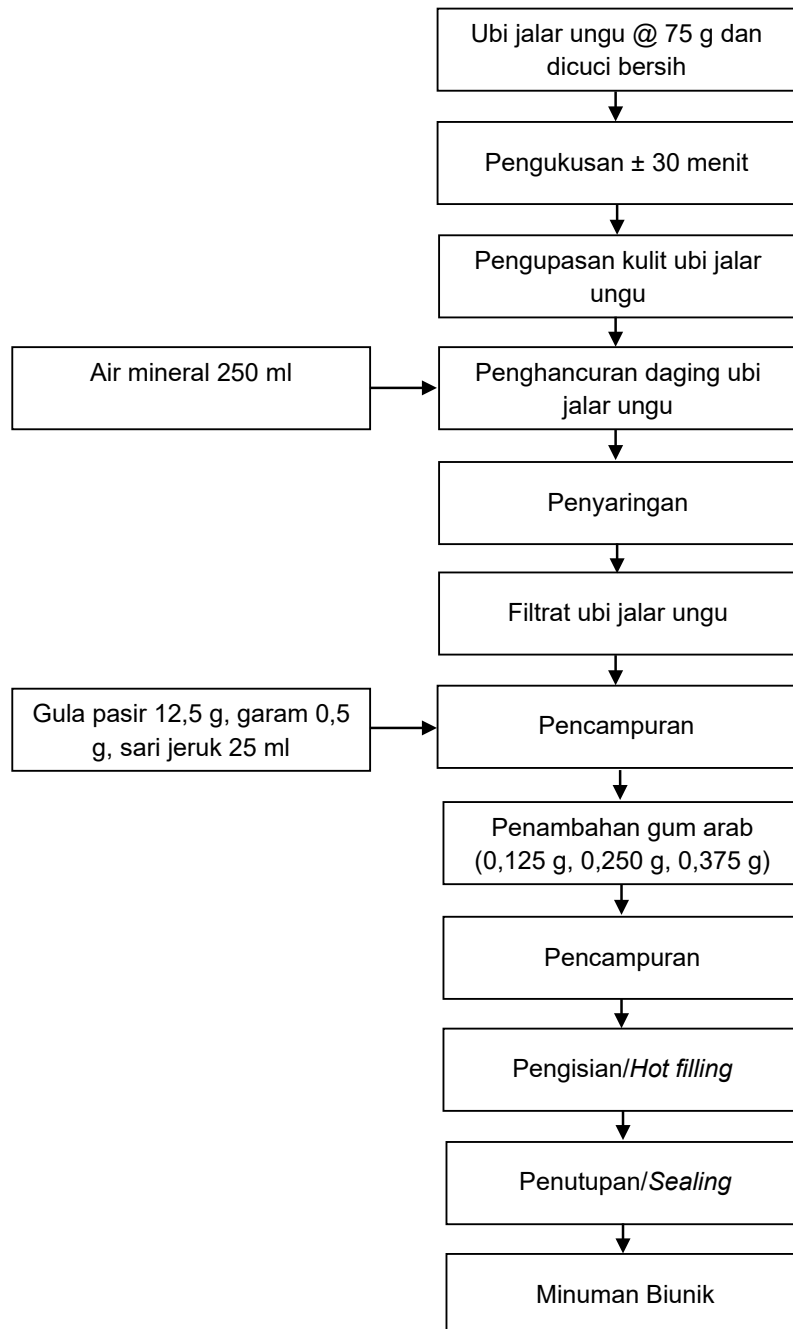 Ubi jalar ungu @ 75 g dan
dicuci bersih
Pengukusan ± 30 menit
Pengupasan kulit ubi jalar
ungu
Air mineral 250 ml
Penghancuran daging ubi
jalar ungu
Penyaringan
Filtrat ubi jalar ungu
Gula pasir 12,5 g, garam 0,5
g, sari jeruk 25 ml
Pencampuran
Penambahan gum arab
(0,125 g, 0,250 g, 0,375 g)
Pencampuran
Pengisian/Hot filling
Penutupan/Sealing
Minuman Biunik